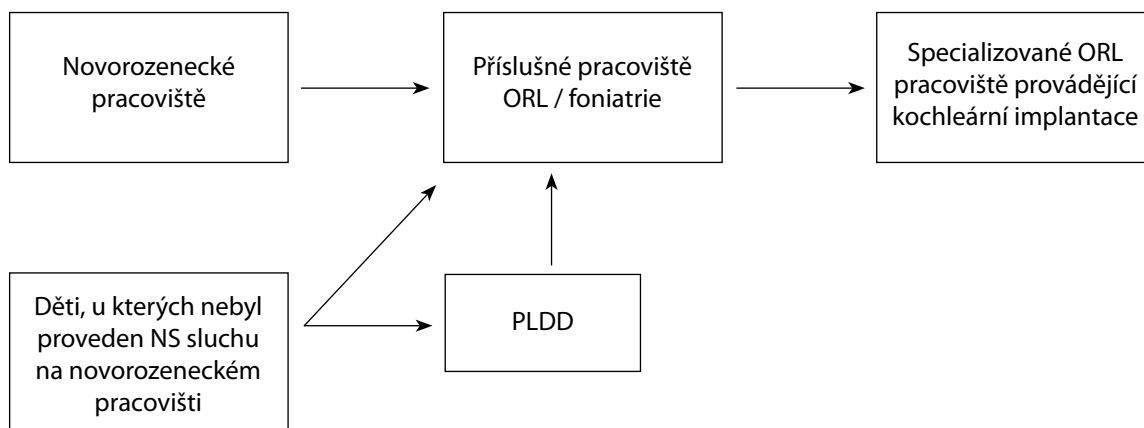 Novorozenecké
pracoviště
Příslušné pracoviště
ORL / foniatrie
Specializované ORL
pracoviště provádějící
kochleární implantace
Děti, u kterých nebyl
proveden NS sluchu
na novorozeneckém
pracovišti
PLDD